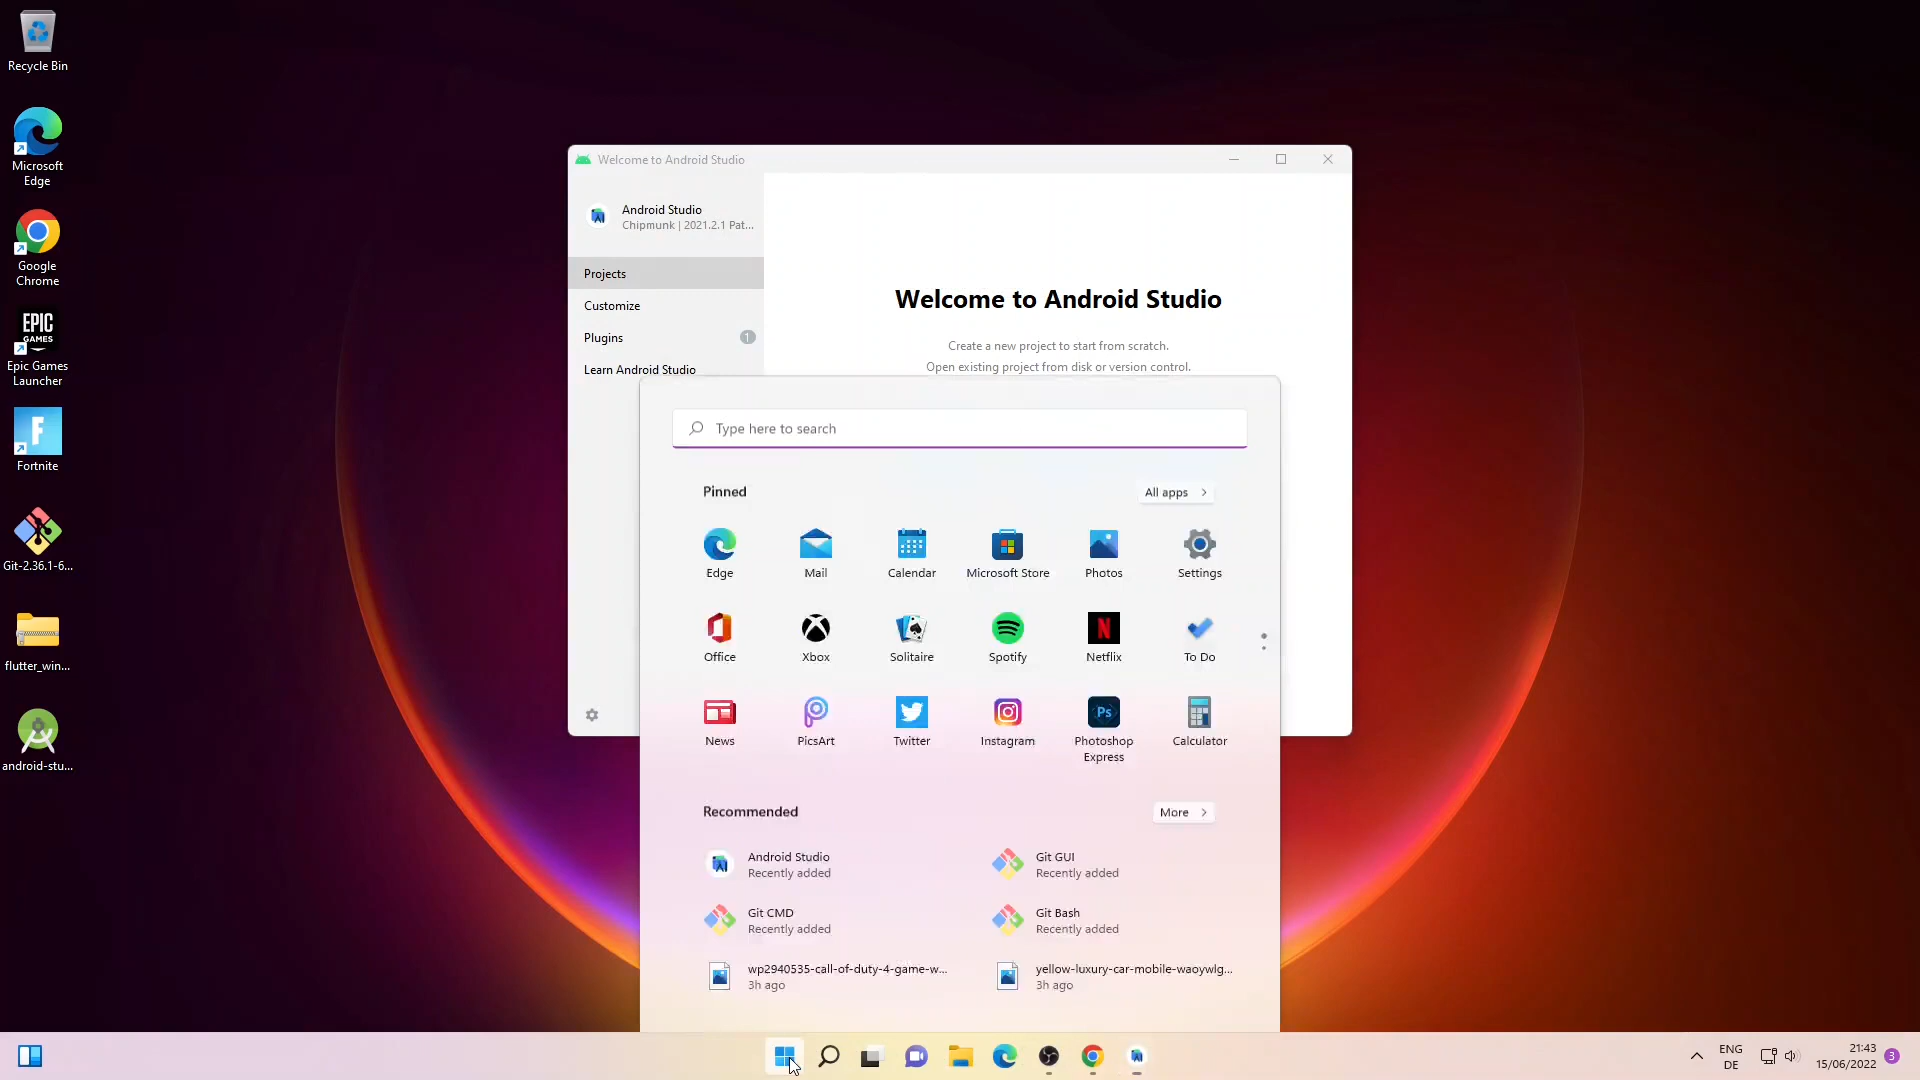 Recycle Bin
Microsoft
Edge
Google
Chrome
EPIC
GAMES
Epic Games
Launcher
Fortnite
Git-2.36.1-6...
flutter_win...
android-stu...
Welcome to Android Studio
Android Studio
Chipmunk | 2021.2.1 Pat...
Projects
Customize
Plugins
1
Learn Android Studio
Welcome to Android Studio
Create a new project to start from scratch.
Open existing project from disk or version control.
Type here to search
Pinned
All apps
Edge
Mail
Calendar
Microsoft Store
Photos
Settings
Office
Xbox
Solitaire
Spotify
Netflix
To Do
News
PicsArt
Twitter
Instagram
Ps
Photoshop
Express
Calculator
Recommended
More
Android Studio
Recently added
Git GUI
Recently added
Git CMD
Recently added
Git Bash
Recently added
wp2940535-call-of-duty-4-game-w...
3h ago
yellow-luxury-car-mobile-waoywlg...
3h ago
ENG
DE
21:43
15/06/2022
3